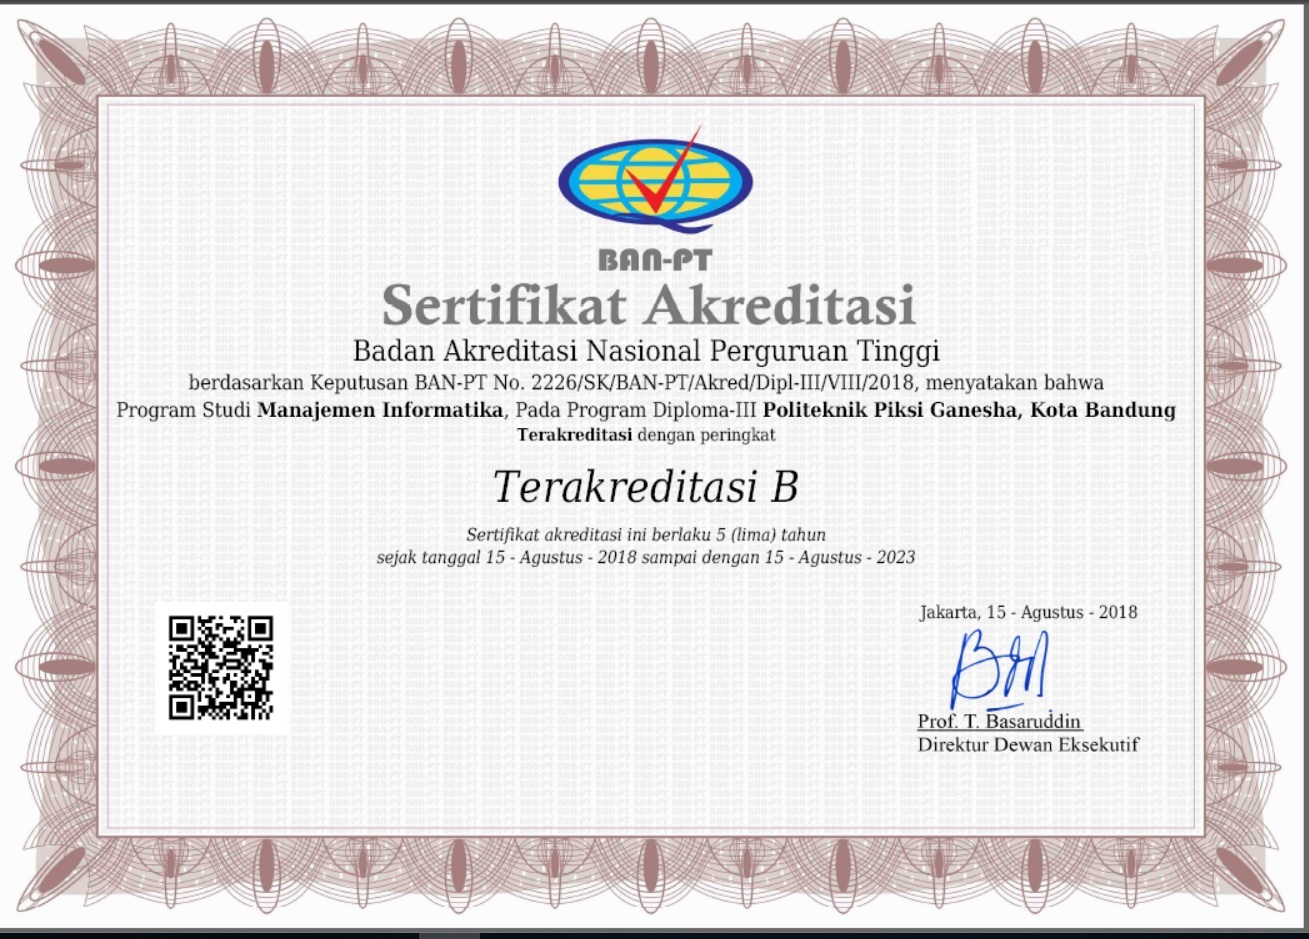 BAN-PT
Sertifikat Akreditasi
Badan Akreditasi Nasional Perguruan Tinggi
berdasarkan Keputusan BAN-PT No. 2226/SK/BAN-PT/Akred/Dipl-III/VIII/2018, menyatakan bahwa
Program Studi Manajemen Informatika, Pada Program Diploma-III Politeknik Piksi Ganesha, Kota Bandung
Terakreditasi dengan peringkat
Terakreditasi B
Sertifikat akreditasi ini berlaku 5 (lima) tahun
sejak tanggal 15 - Agustus - 2018 sampai dengan 15 - Agustus - 2023
Jakarta, 15 - Agustus - 2018
Prof. T. Basaruddin
Direktur Dewan Eksekutif